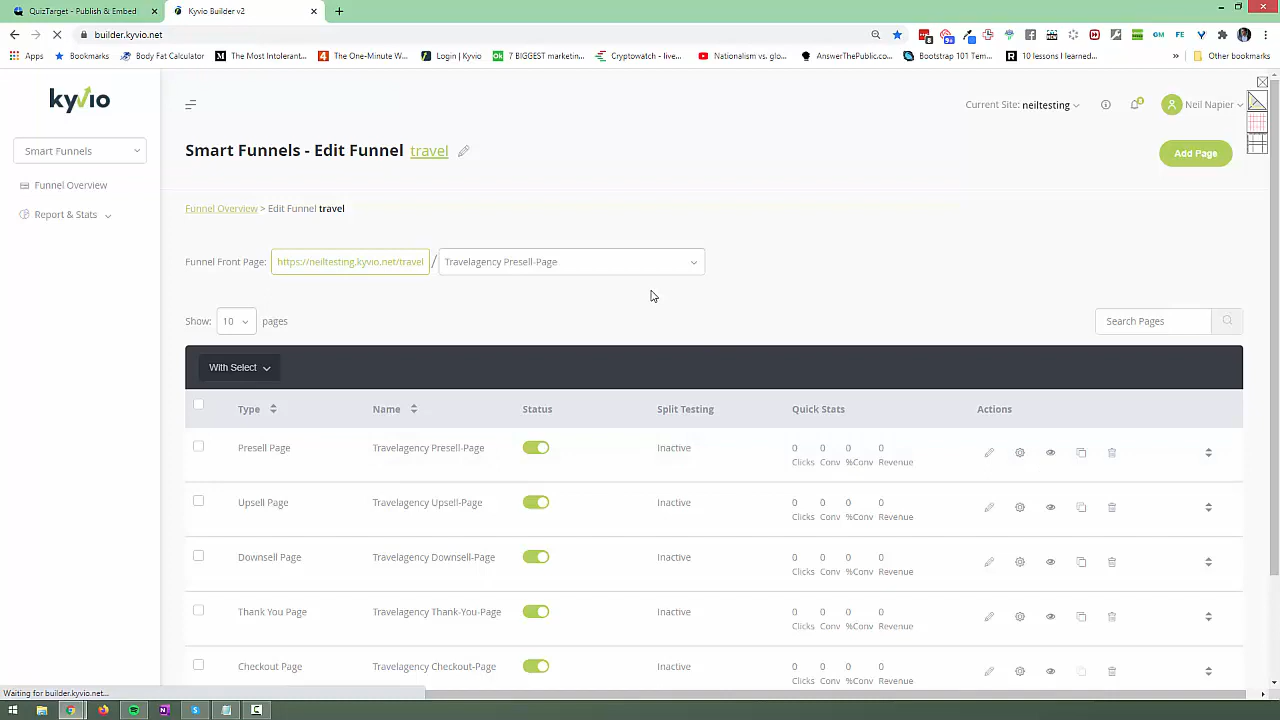 QuizTarget - Publish & Embed
Kyvio Builder v2
builder.kyvio.net
Apps
Bookmarks
Body Fat Calculator
The Most Tolerant...
The One-Minute W...
Login | Kyvio
7 BIGGEST marketin...
Cryptowatch - live...
Nationalism vs. glo...
AnswerThePublic.co...
Bootstrap 101 Tem...
10 lessons I learned...
»
Other bookmarks
kyvio
Current Site: neiltesting
Neil Napier
Smart Funnels
Smart Funnels - Edit Funnel travel
Add Page
Funnel Overview
Report & Stats
Funnel Overview > Edit Funnel travel
Funnel Front Page: https://neiltesting.kyvio.net/travel / Travelagency Presell-Page
Show: 10 pages
Search Pages
With Select
Type Name Status Split Testing Quick Stats Actions
Presell Page Travelagency Presell-Page Inactive 0 0 0 0
Clicks Conv %Conv Revenue
Upsell Page Travelagency Upsell-Page Inactive 0 0 0 0
Clicks Conv %Conv Revenue
Downsell Page Travelagency Downsell-Page Inactive 0 0 0 0
Clicks Conv %Conv Revenue
Thank You Page Travelagency Thank-You-Page Inactive 0 0 0 0
Clicks Conv %Conv Revenue
Checkout Page Travelagency Checkout-Page Inactive 0 0 0 0
Clicks Conv %Conv Revenue
Waiting for builder.kyvio.net...